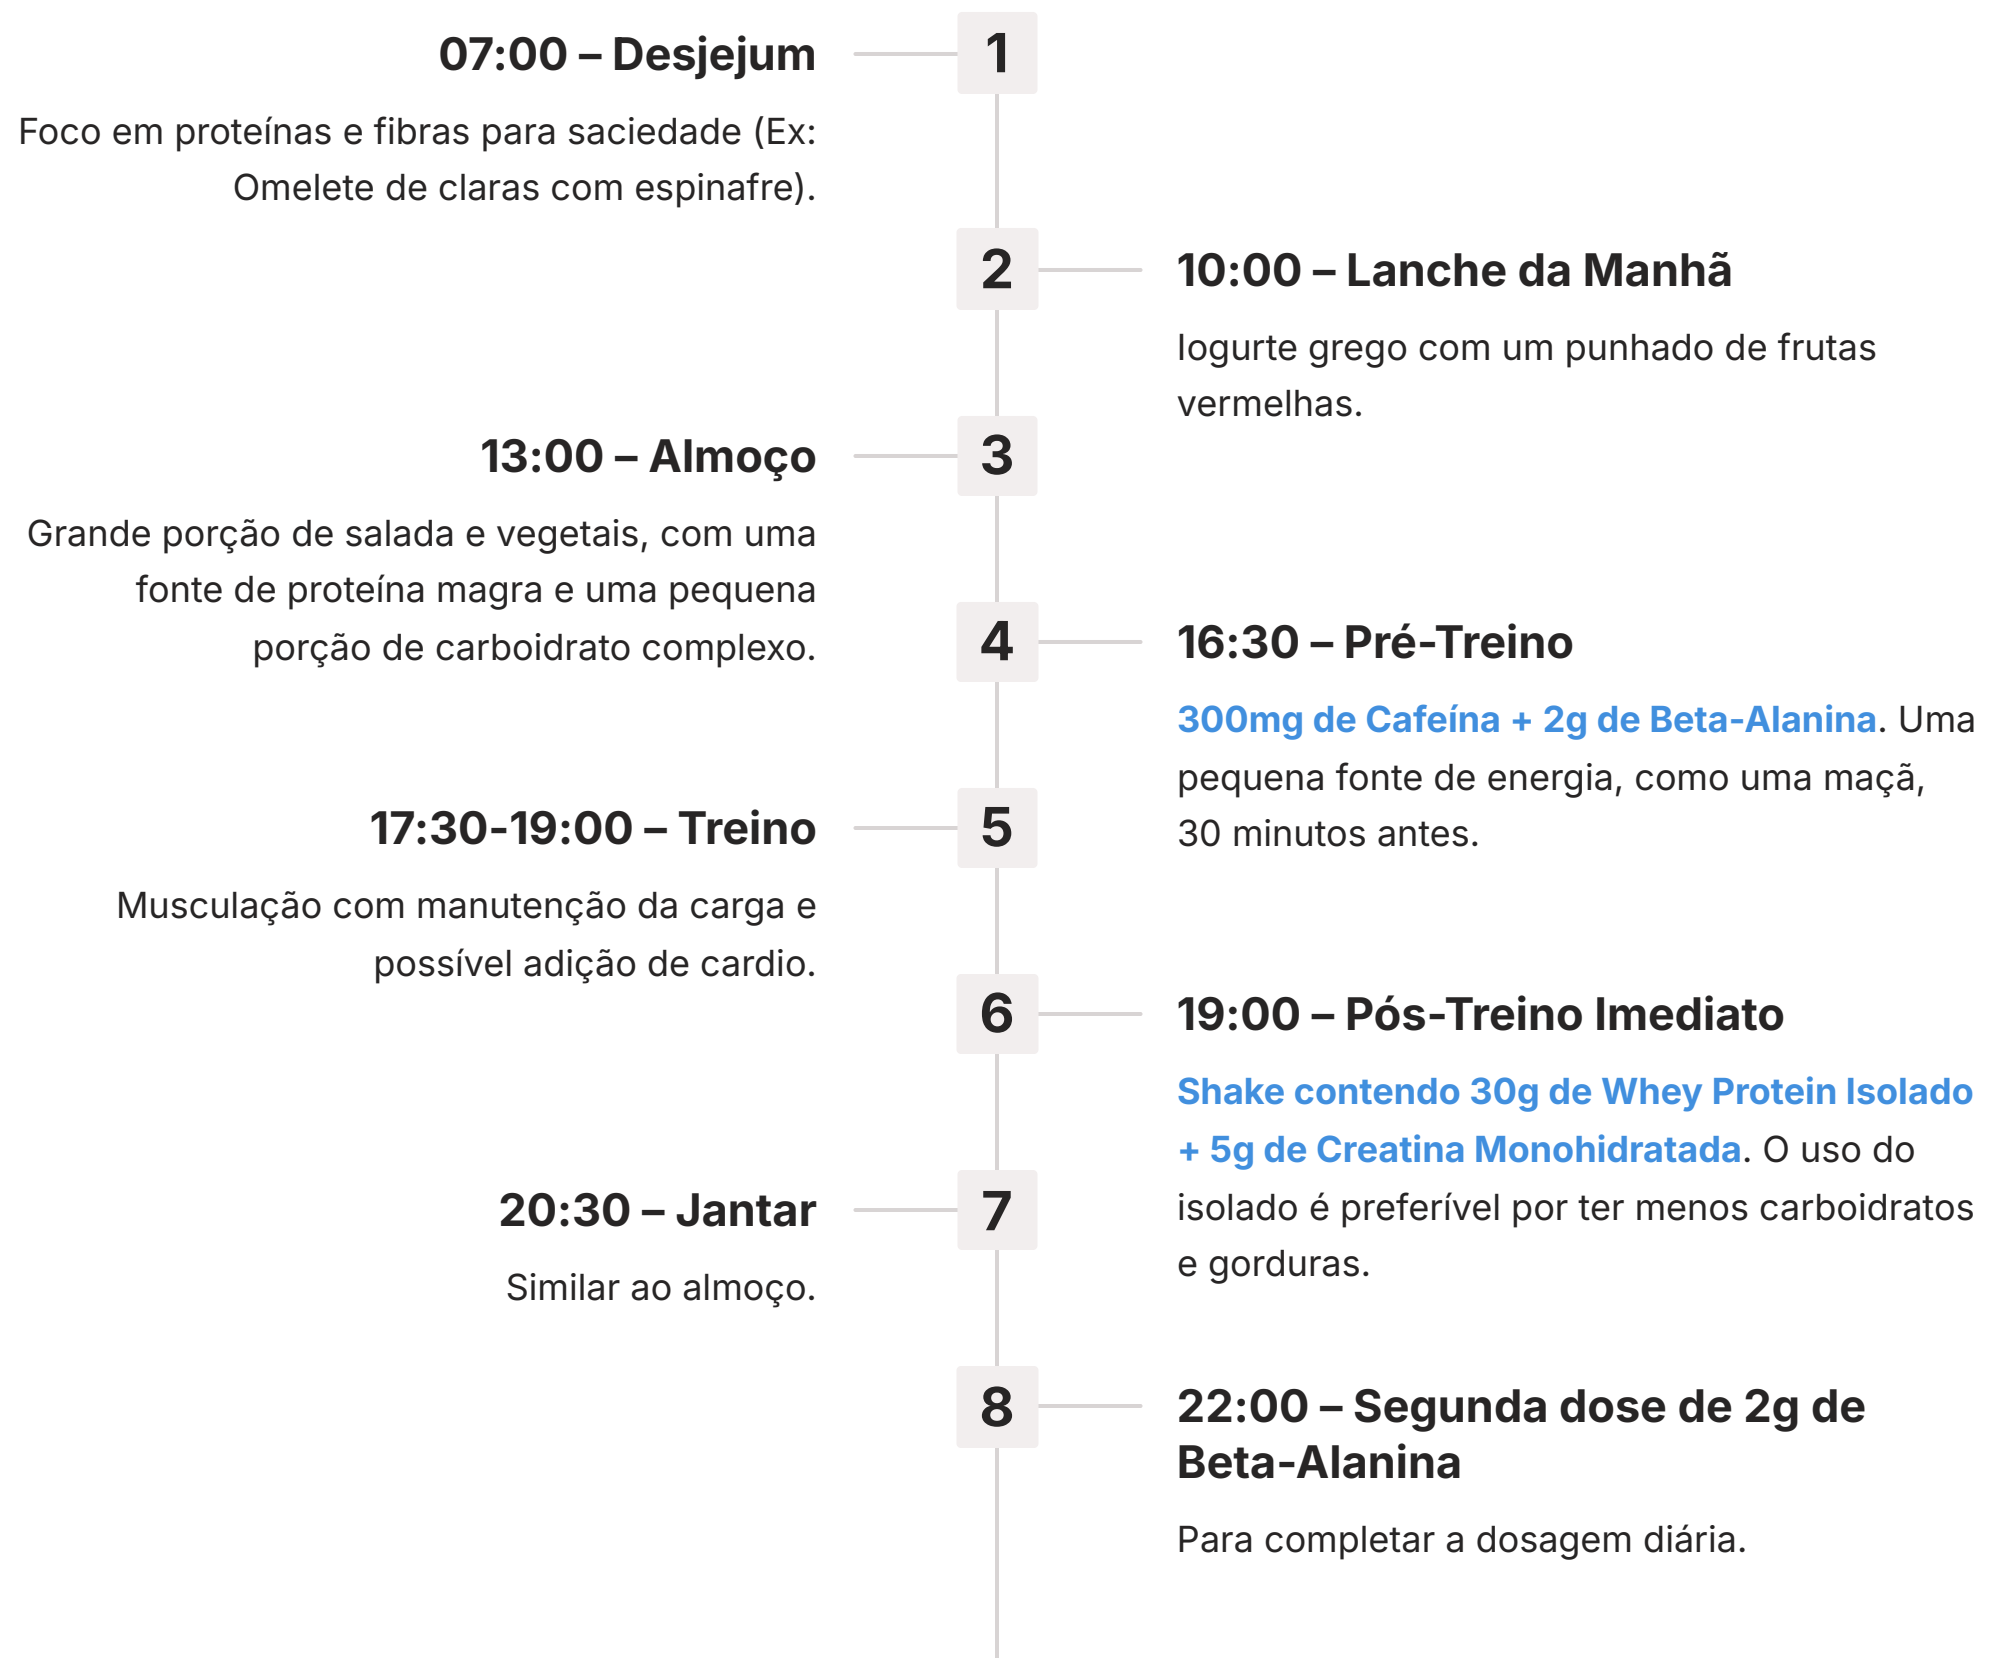 1
07:00 – Desjejum
Foco em proteínas e fibras para saciedade (Ex:
Omelete de claras com espinafre).
2
10:00 – Lanche da Manhã
Iogurte grego com um punhado de frutas
vermelhas.
3
13:00 – Almoço
Grande porção de salada e vegetais, com uma
fonte de proteína magra e uma pequena
porção de carboidrato complexo.
4
16:30 – Pré-Treino
300mg de Cafeína + 2g de Beta-Alanina. Uma
pequena fonte de energia, como uma maçã,
30 minutos antes.
5
17:30-19:00 – Treino
Musculação com manutenção da carga e
possível adição de cardio.
6
19:00 – Pós-Treino Imediato
Shake contendo 30g de Whey Protein Isolado
+ 5g de Creatina Monohidratada. O uso do
isolado é preferível por ter menos carboidratos
e gorduras.
7
20:30 – Jantar
Similar ao almoço.
8
22:00 – Segunda dose de 2g de
Beta-Alanina
Para completar a dosagem diária.